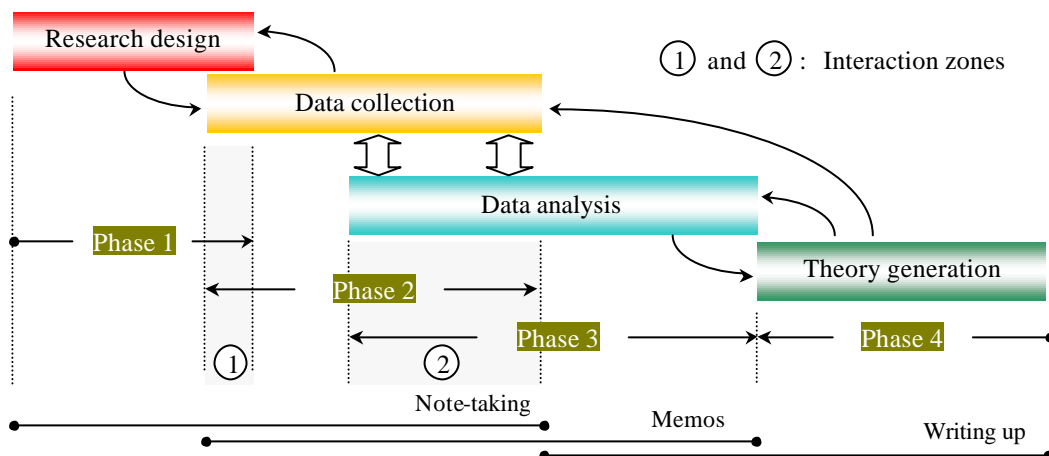 Research design
1 and 2 : Interaction zones
Data collection
Data analysis
Phase 1
Theory generation
Phase 2
Phase 3
Phase 4
1
2
Note-taking
Memos
Writing up